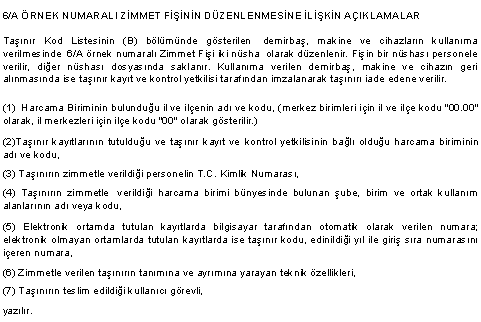 6/A ÖRNEK NUMARALI ZİMMET FİŞİNİN DÜZENLENMESİNE İLİŞKİN AÇIKLAMALAR
Taşınır Kod Listesinin (B) bölümünde gösterilen demirbaş, makine ve cihazların kullanıma
verilmesinde 6/A örnek numaralı Zimmet Fişi iki nüsha olarak düzenlenir. Fişin bir nüshası personele
verilir, diğer nüshası dosyasında saklanır. Kullanıma verilen demirbaş, makine ve cihazın geri
alınmasında ise taşınır kayıt ve kontrol yetkilisi tarafından imzalanarak taşınırı iade edene verilir.
(1) Harcama Biriminin bulunduğu il ve ilçenin adı ve kodu, (merkez birimleri için il ve ilçe kodu "00.00"
olarak, il merkezleri için ilçe kodu "00" olarak gösterilir.)
(2)Taşınır kayıtlarının tutulduğu ve taşınır kayıt ve kontrol yetkilisinin bağlı olduğu harcama biriminin
adı ve kodu,
(3) Taşınırın zimmetle verildiği personelin T.C. Kimlik Numarası,
(4) Taşınırın zimmetle verildiği harcama birimi bünyesinde bulunan şube, birim ve ortak kullanım
alanlarının adı veya kodu,
(5) Elektronik ortamda tutulan kayıtlarda bilgisayar tarafından otomatik olarak verilen numara;
elektronik olmayan ortamlarda tutulan kayıtlarda ise taşınır kodu, edinildiği yıl ile giriş sıra numarasını
içeren numara,
(6) Zimmetle verilen taşınırın tanımına ve ayrımına yarayan teknik özellikleri,
(7) Taşınırın teslim edildiği kullanıcı görevli,
yazılır.